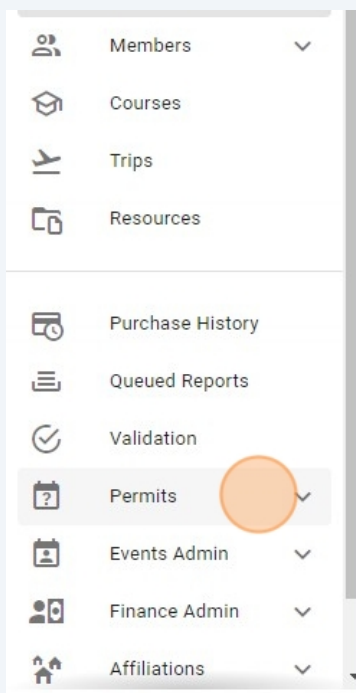 Members
Courses
Trips
Resources
Purchase History
Queued Reports
Validation
Permits
Events Admin
Finance Admin
Affiliations